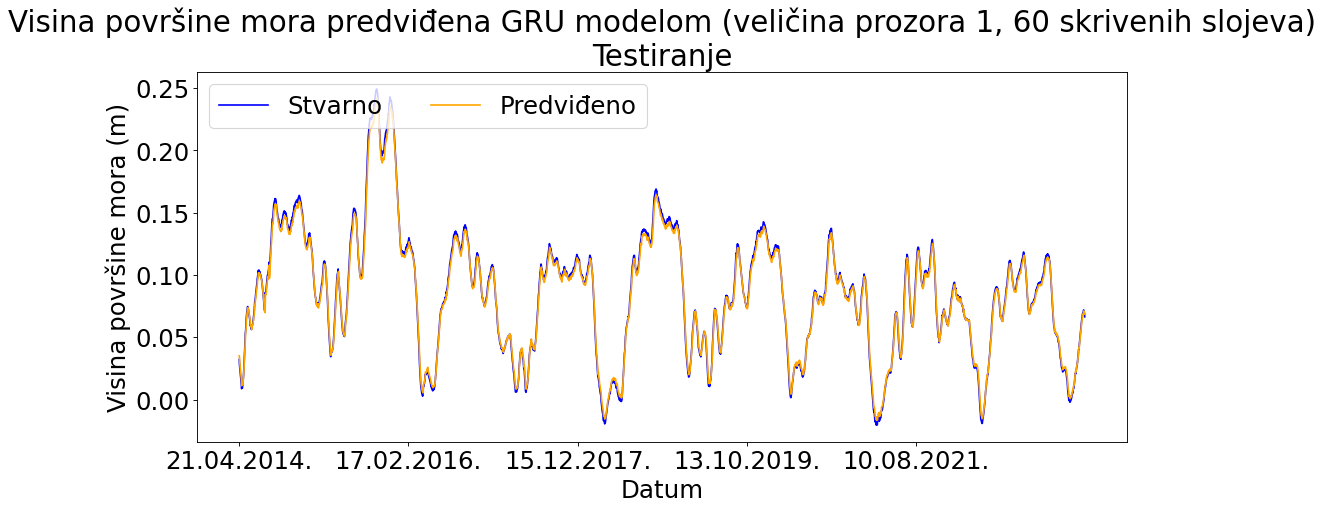 Visina površine mora predviđena GRU modelom (veličina prozora 1, 60 skrivenih slojeva)
Testiranje
Stvarno
Predviđeno
Visina površine mora (m)
0.25
0.20
0.15
0.10
0.05
0.00
21.04.2014.
17.02.2016.
15.12.2017.
13.10.2019.
10.08.2021.
Datum